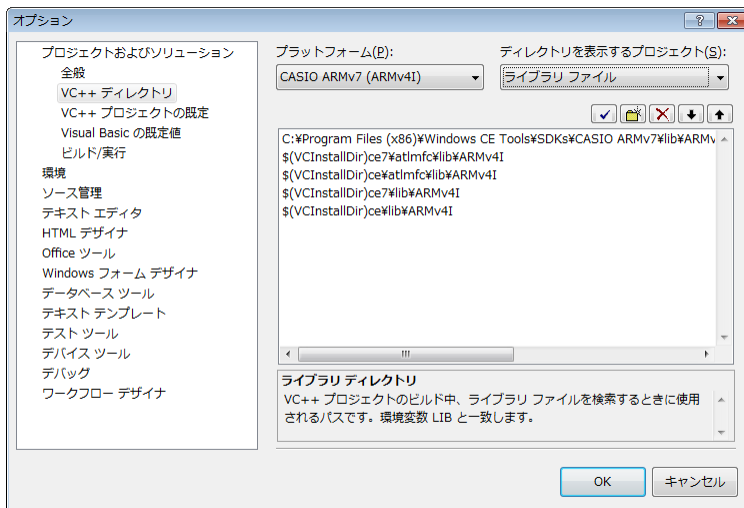 オプション
プロジェクトおよびソリューション
全般
VC++ ディレクトリ
VC++ プロジェクトの既定
Visual Basic の既定値
ビルド/実行
環境
ソース管理
テキスト エディタ
HTML デザイナ
Office ツール
Windows フォーム デザイナ
データベース ツール
テキスト テンプレート
テスト ツール
デバイス ツール
デバッグ
ワークフロー デザイナ
プラットフォーム(P):
CASIO ARMv7 (ARMv4I)
ディレクトリを表示するプロジェクト(S):
ライブラリ ファイル
C:¥Program Files (x86)¥Windows CE Tools¥SDKs¥CASIO ARMv7¥lib¥ARMv
$(VCInstallDir)ce7¥atlmfc¥lib¥ARMv4I
$(VCInstallDir)ce¥atlmfc¥lib¥ARMv4I
$(VCInstallDir)ce7¥lib¥ARMv4I
$(VCInstallDir)ce¥lib¥ARMv4I
ライブラリ ディレクトリ
VC++ プロジェクトのビルド中、ライブラリ ファイルを検索するときに使用
されるパスです。環境変数 LIB と一致します。
OK
キャンセル